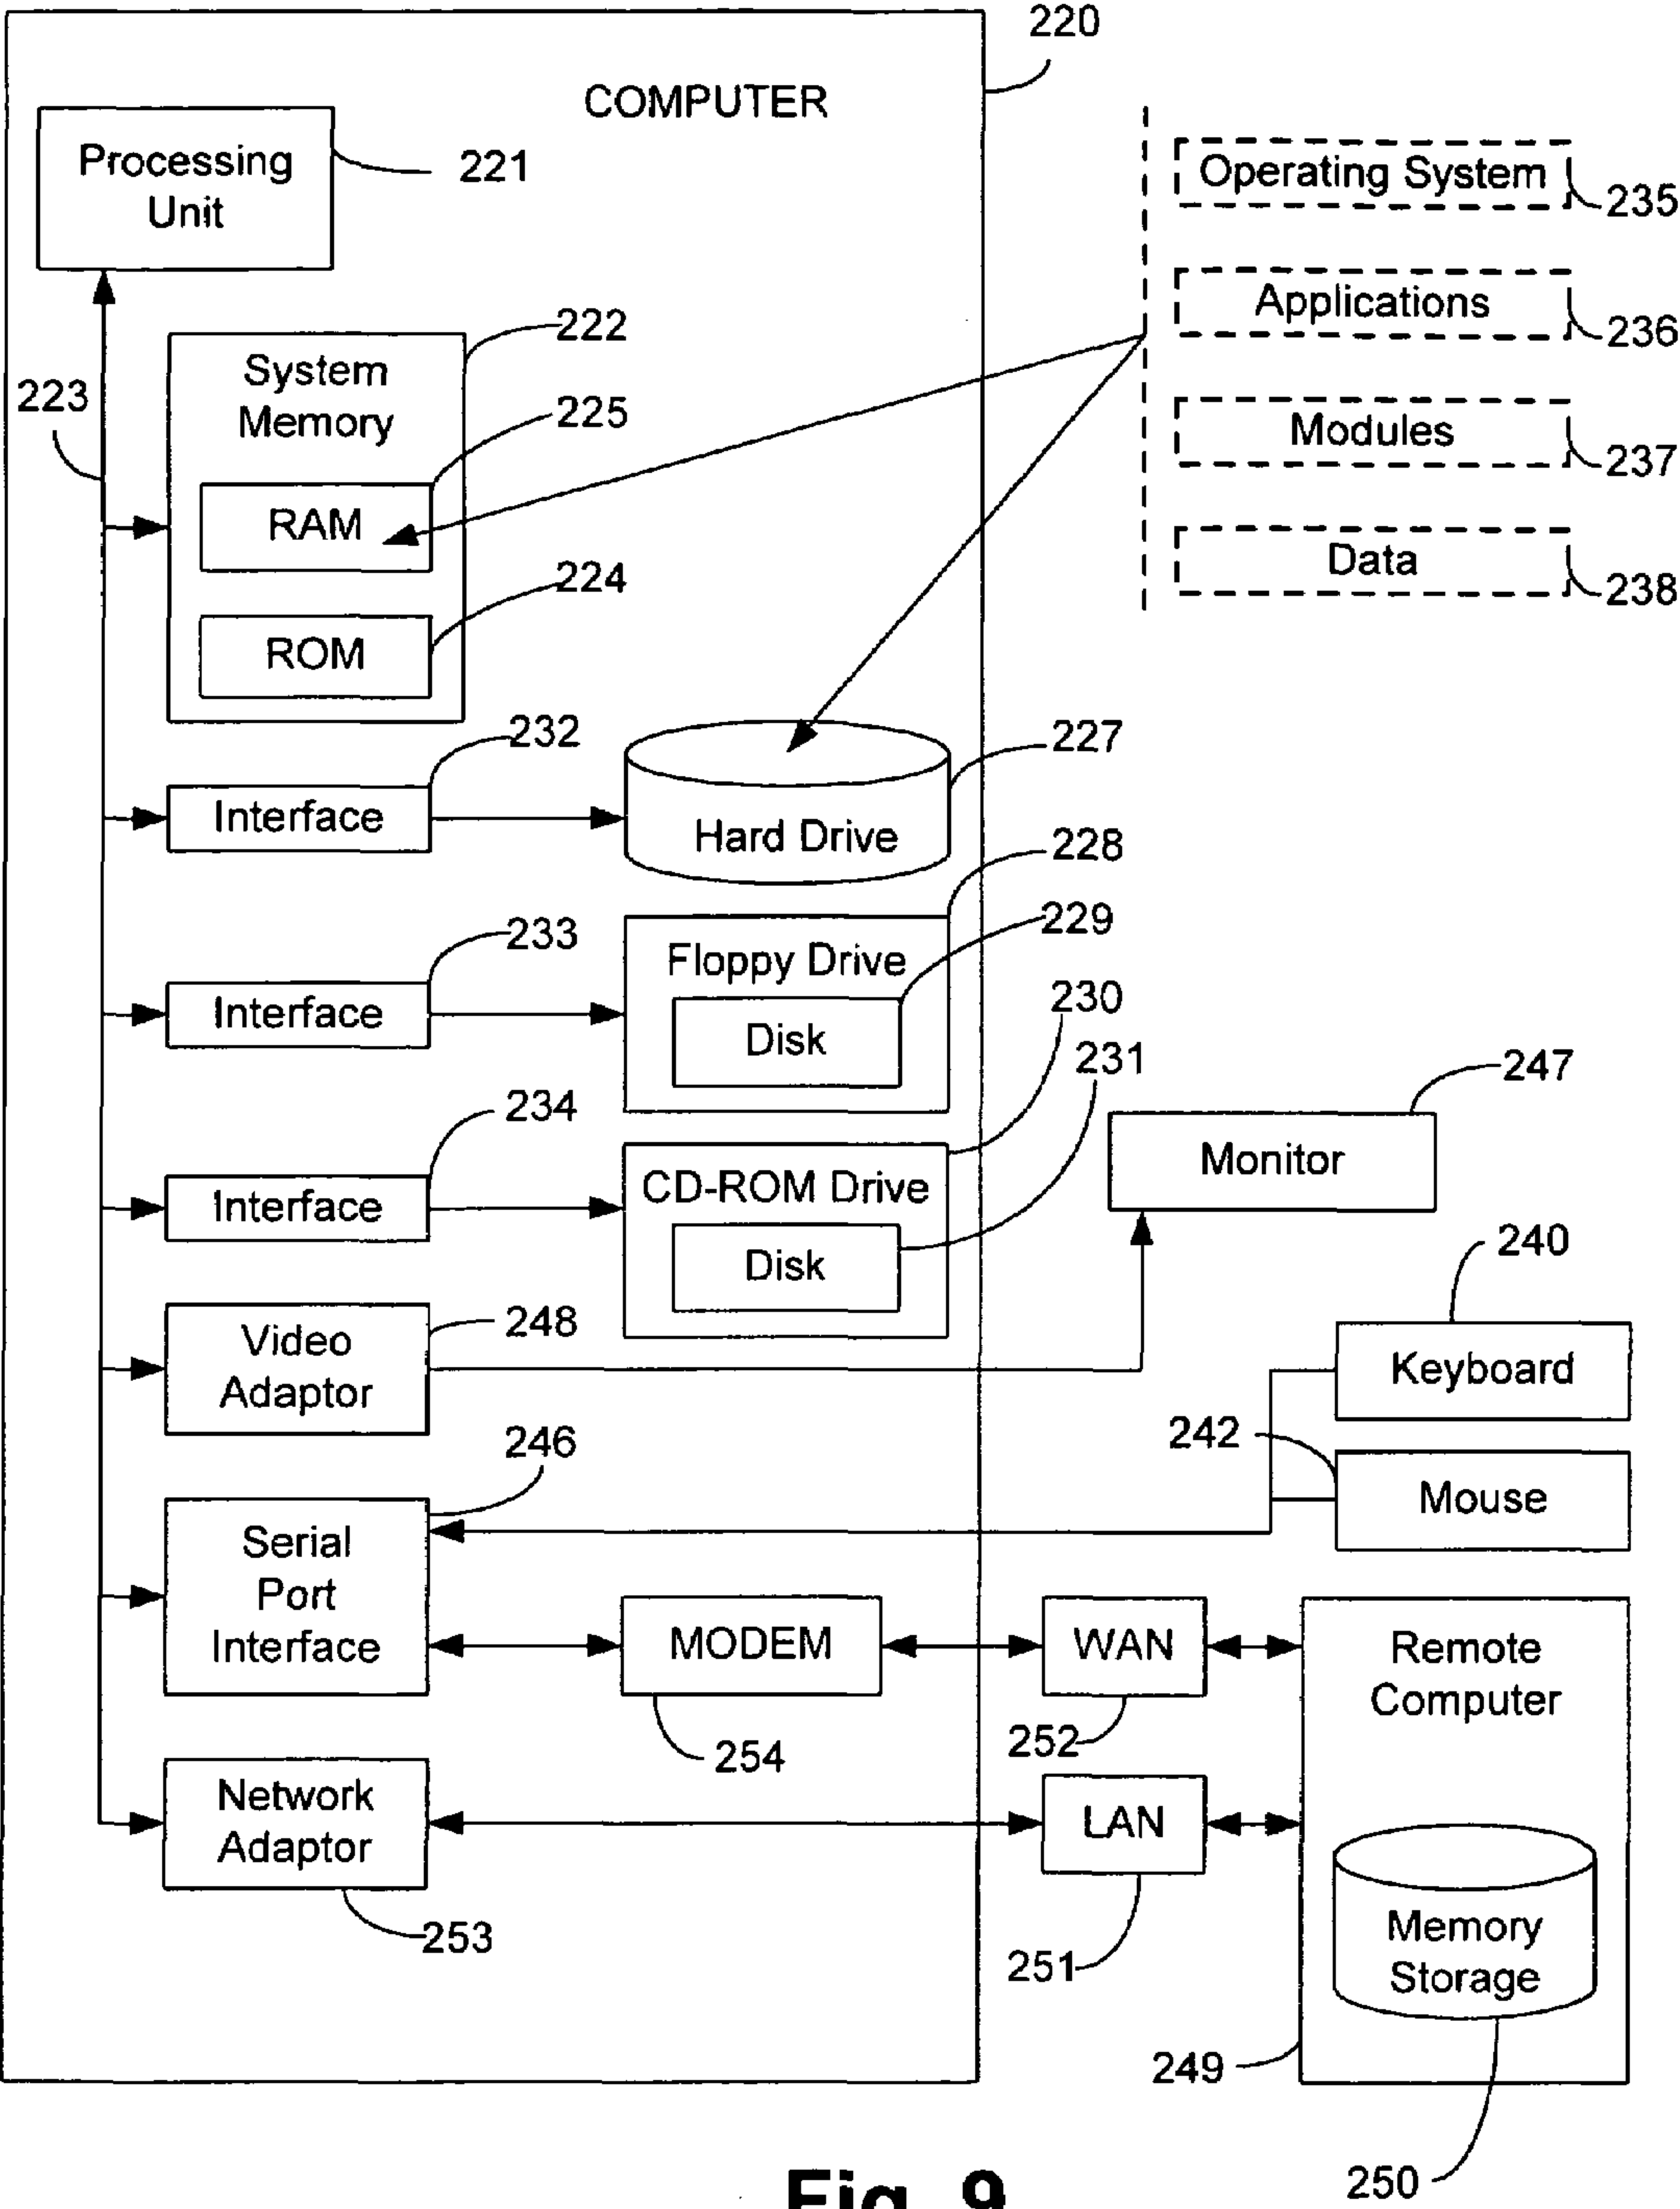 220
COMPUTER
Processing
Unit
221
Operating System
235
Applications
236
Modules
237
Data
238
222
System
Memory
223
225
RAM
224
ROM
232
Interface
227
Hard Drive
228
233
Interface
229
Floppy Drive
Disk
230
231
234
Interface
CD-ROM Drive
Disk
247
Monitor
248
Video
Adaptor
240
Keyboard
242
Mouse
246
Serial
Port
Interface
MODEM
254
WAN
252
Remote
Computer
Network
Adaptor
253
LAN
251
Memory
Storage
249
250
Fig. 9